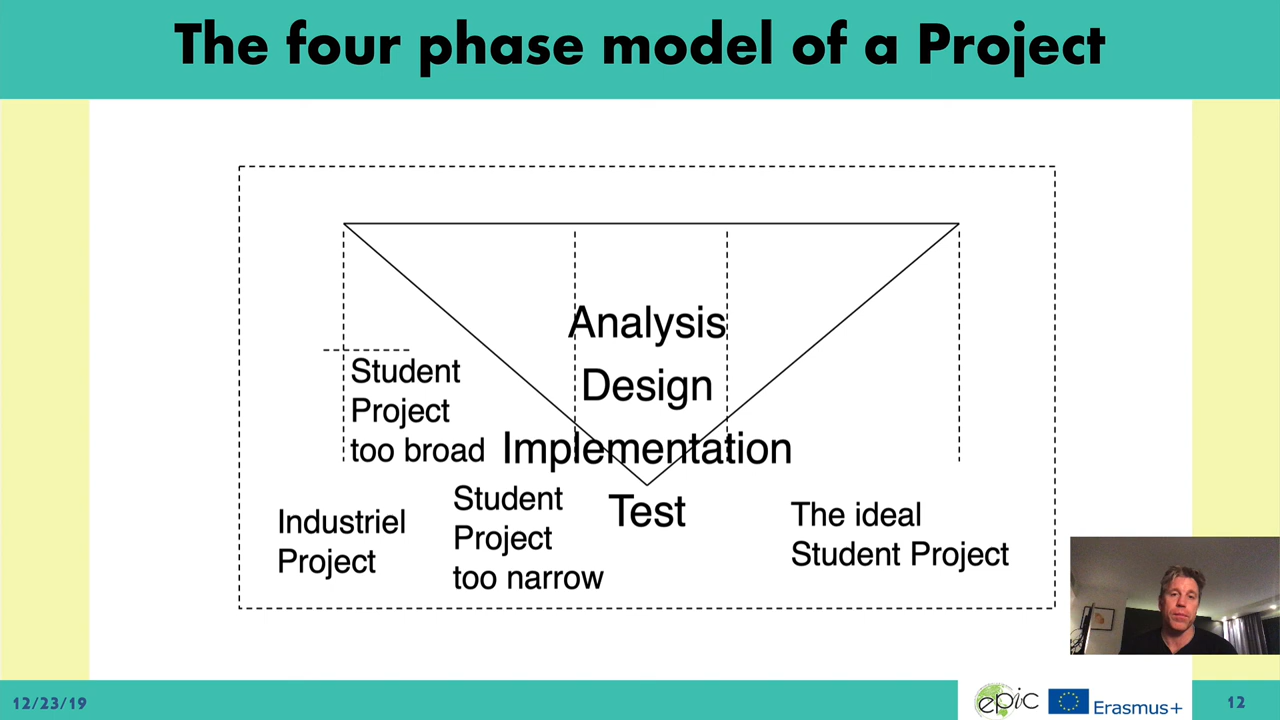 The four phase model of a Project
Analysis
Design
Implementation
Test
Student
Project
too broad
Industriel
Project
Student
Project
too narrow
The ideal
Student Project
12/23/19
epic
Erasmus+
12